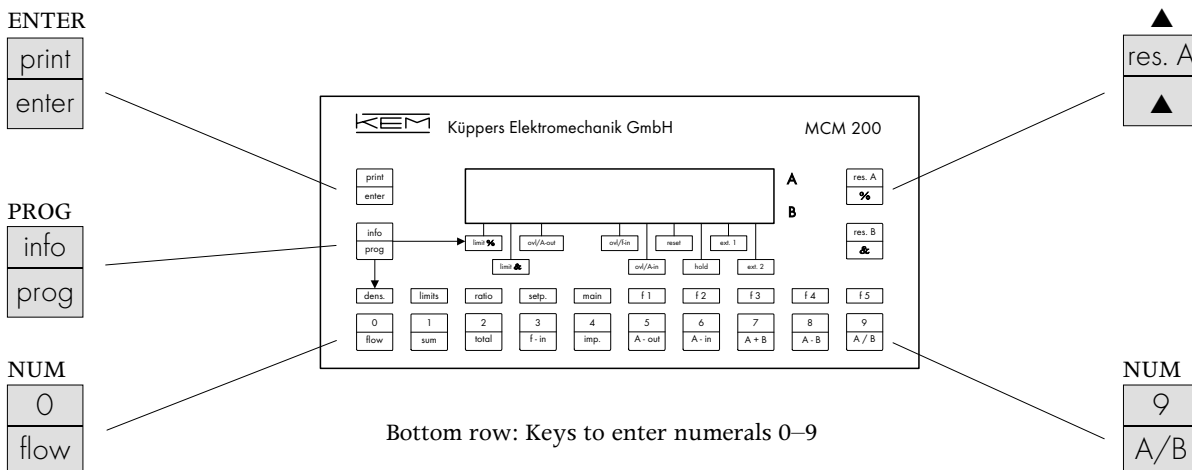 ENTER
print
enter
PROG
info
prog
NUM
0
flow
KEM Küppers Elektromechanik GmbH MCM 200
print
enter
A
B
res. A
%
info
prog
res. B
&
limit % ovl/A-out ovl/f-in reset ext. 1
limit & ovl/A-in hold ext. 2
dens. limits ratio setp. main f 1 f 2 f 3 f 4 f 5
0 1 2 3 4 5 6 7 8 9
flow sum total f - in imp. A - out A - in A + B A - B A / B
Bottom row: Keys to enter numerals 0–9
▲
res. A
▲
NUM
9
A/B